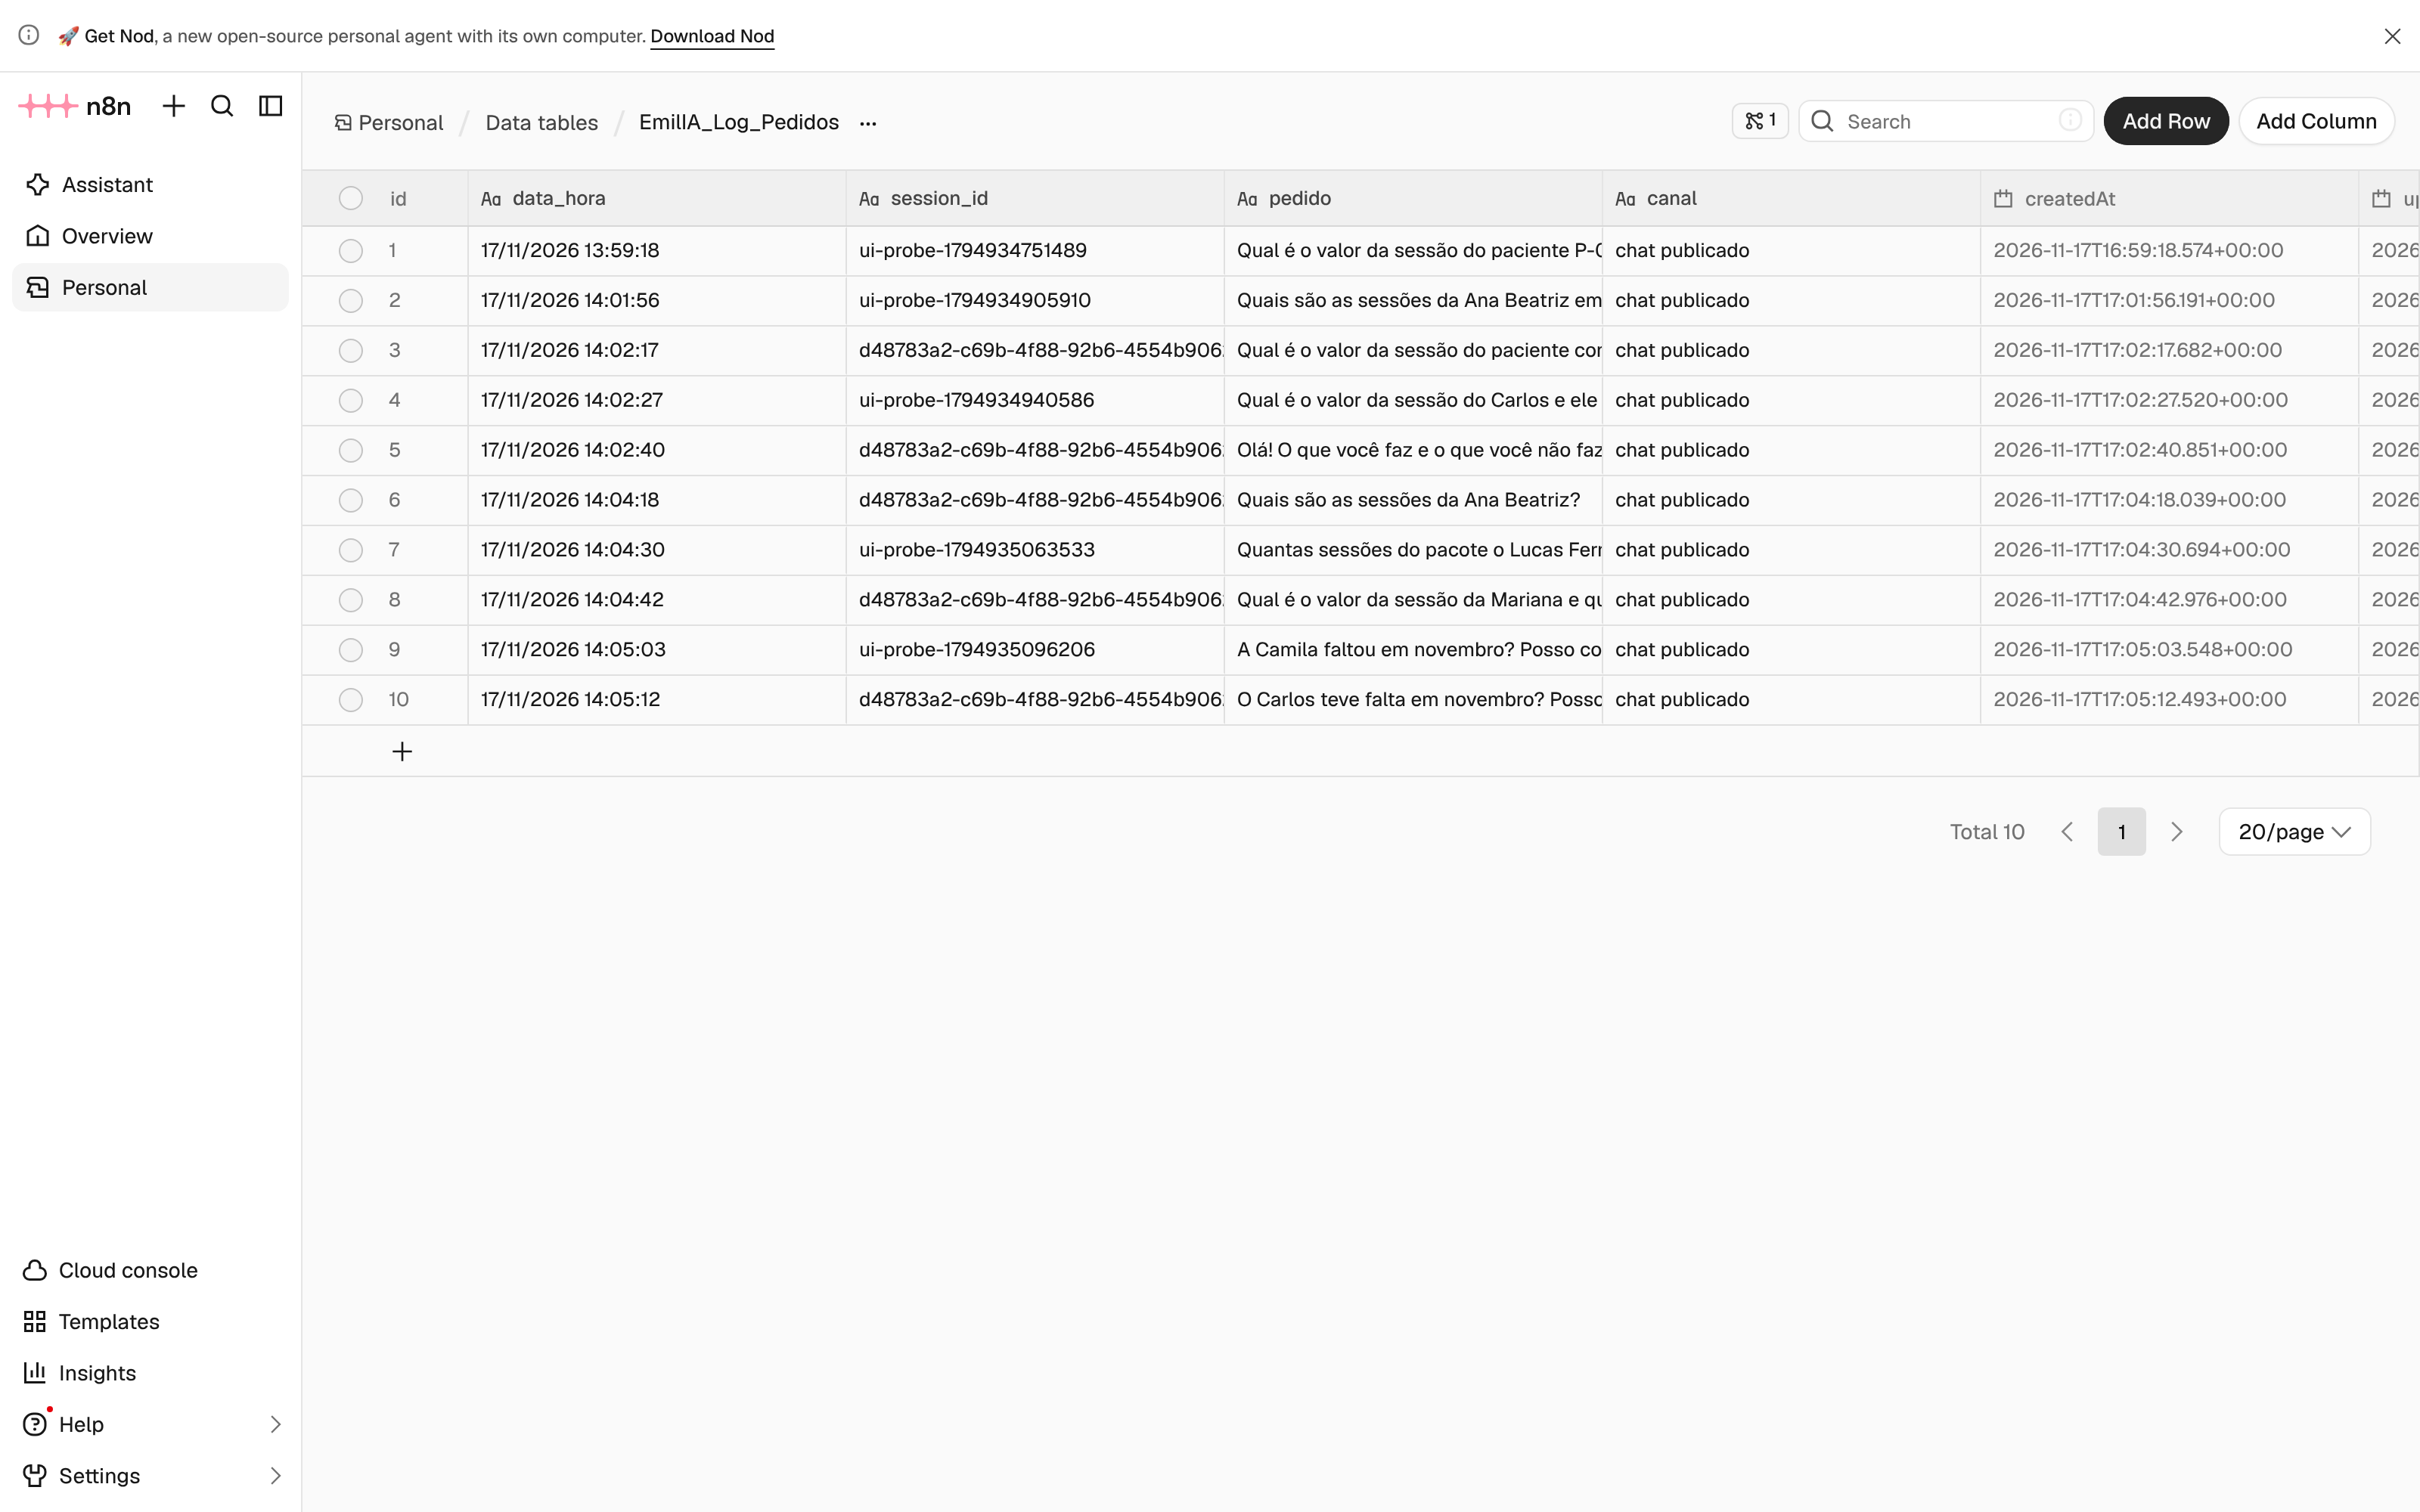 🚀 Get Nod, a new open-source personal agent with its own computer. Download Nod
n8n
Assistant
Overview
Personal
Cloud console
Templates
Insights
Help
Settings
Personal / Data tables / EmilIA_Log_Pedidos ...
1 Search Add Row Add Column
id Aa data_hora Aa session_id Aa pedido Aa canal createdAt
1 17/11/2026 13:59:18 ui-probe-1794934751489 Qual é o valor da sessão do paciente chat publicado 2026-11-17T16:59:18.574+00:00 2026
2 17/11/2026 14:01:56 ui-probe-1794934905910 Quais são as sessões da Ana Beatriz em chat publicado 2026-11-17T17:01:56.191+00:00 2026
3 17/11/2026 14:02:17 d48783a2-c69b-4f88-92b6-4554b906 Qual é o valor da sessão do paciente chat publicado 2026-11-17T17:02:17.682+00:00 2026
4 17/11/2026 14:02:27 ui-probe-1794934940586 Qual é o valor da sessão do Carlos e ele chat publicado 2026-11-17T17:02:27.520+00:00 2026
5 17/11/2026 14:02:40 d48783a2-c69b-4f88-92b6-4554b906 Olá! O que você faz e o que você não faz chat publicado 2026-11-17T17:02:40.851+00:00 2026
6 17/11/2026 14:04:18 d48783a2-c69b-4f88-92b6-4554b906 Quais são as sessões da Ana Beatriz? chat publicado 2026-11-17T17:04:18.039+00:00 2026
7 17/11/2026 14:04:30 ui-probe-1794935063533 Quantas sessões do pacote o Lucas chat publicado 2026-11-17T17:04:30.694+00:00 2026
8 17/11/2026 14:04:42 d48783a2-c69b-4f88-92b6-4554b906 Qual é o valor da sessão da Mariana e chat publicado 2026-11-17T17:04:42.976+00:00 2026
9 17/11/2026 14:05:03 ui-probe-1794935096206 A Camila faltou em novembro? Posso co chat publicado 2026-11-17T17:05:03.548+00:00 2026
10 17/11/2026 14:05:12 d48783a2-c69b-4f88-92b6-4554b906 O Carlos teve falta em novembro? Posso chat publicado 2026-11-17T17:05:12.493+00:00 2026
Total 10 1 20/page